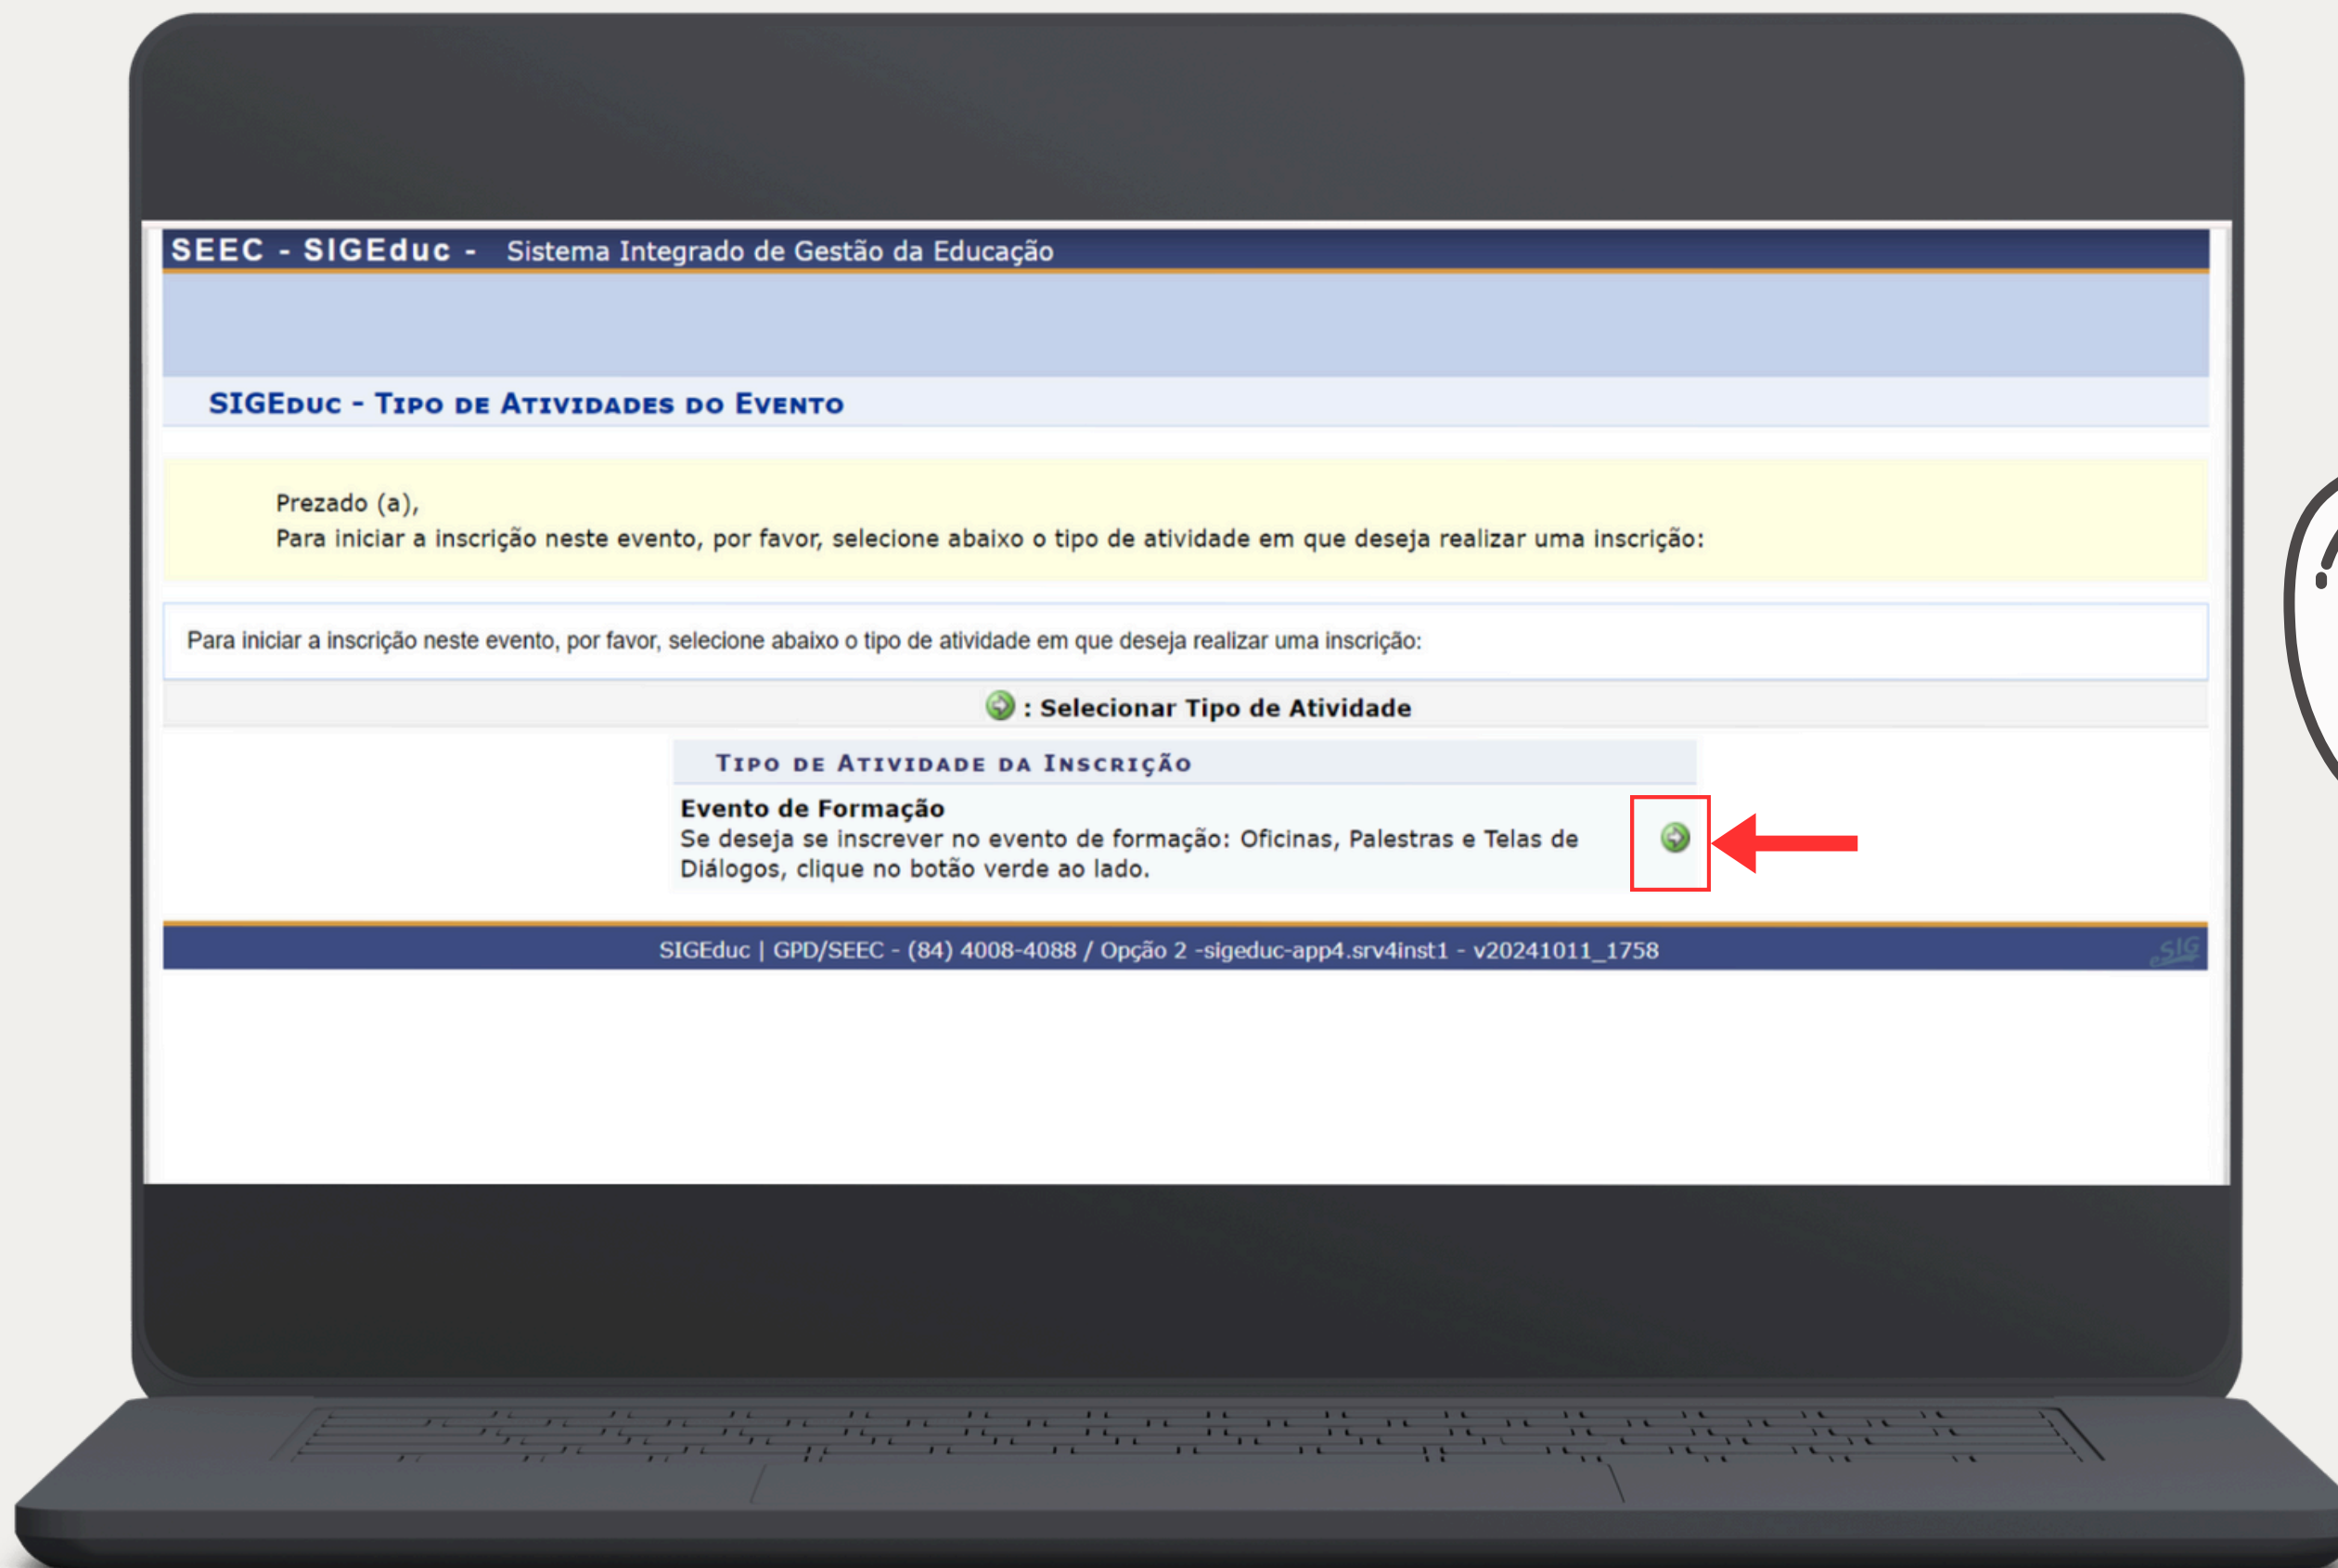 SEEC - SIGEduc - Sistema Integrado de Gestão da Educação
SIGEduc - Tipo de Atividades do Evento
Prezado (a),
Para iniciar a inscrição neste evento, por favor, selecione abaixo o tipo de atividade em que deseja realizar uma inscrição:
Para iniciar a inscrição neste evento, por favor, selecione abaixo o tipo de atividade em que deseja realizar uma inscrição:
: Selecionar Tipo de Atividade
Tipo de Atividade da Inscrição
Evento de Formação
Se deseja se inscrever no evento de formação: Oficinas, Palestras e Telas de
Diálogos, clique no botão verde ao lado.
SIGEduc | GPD/SEEC - (84) 4008-4088 / Opção 2 -sigeduc-app4.srv4inst1 - v20241011_1758
eSIG